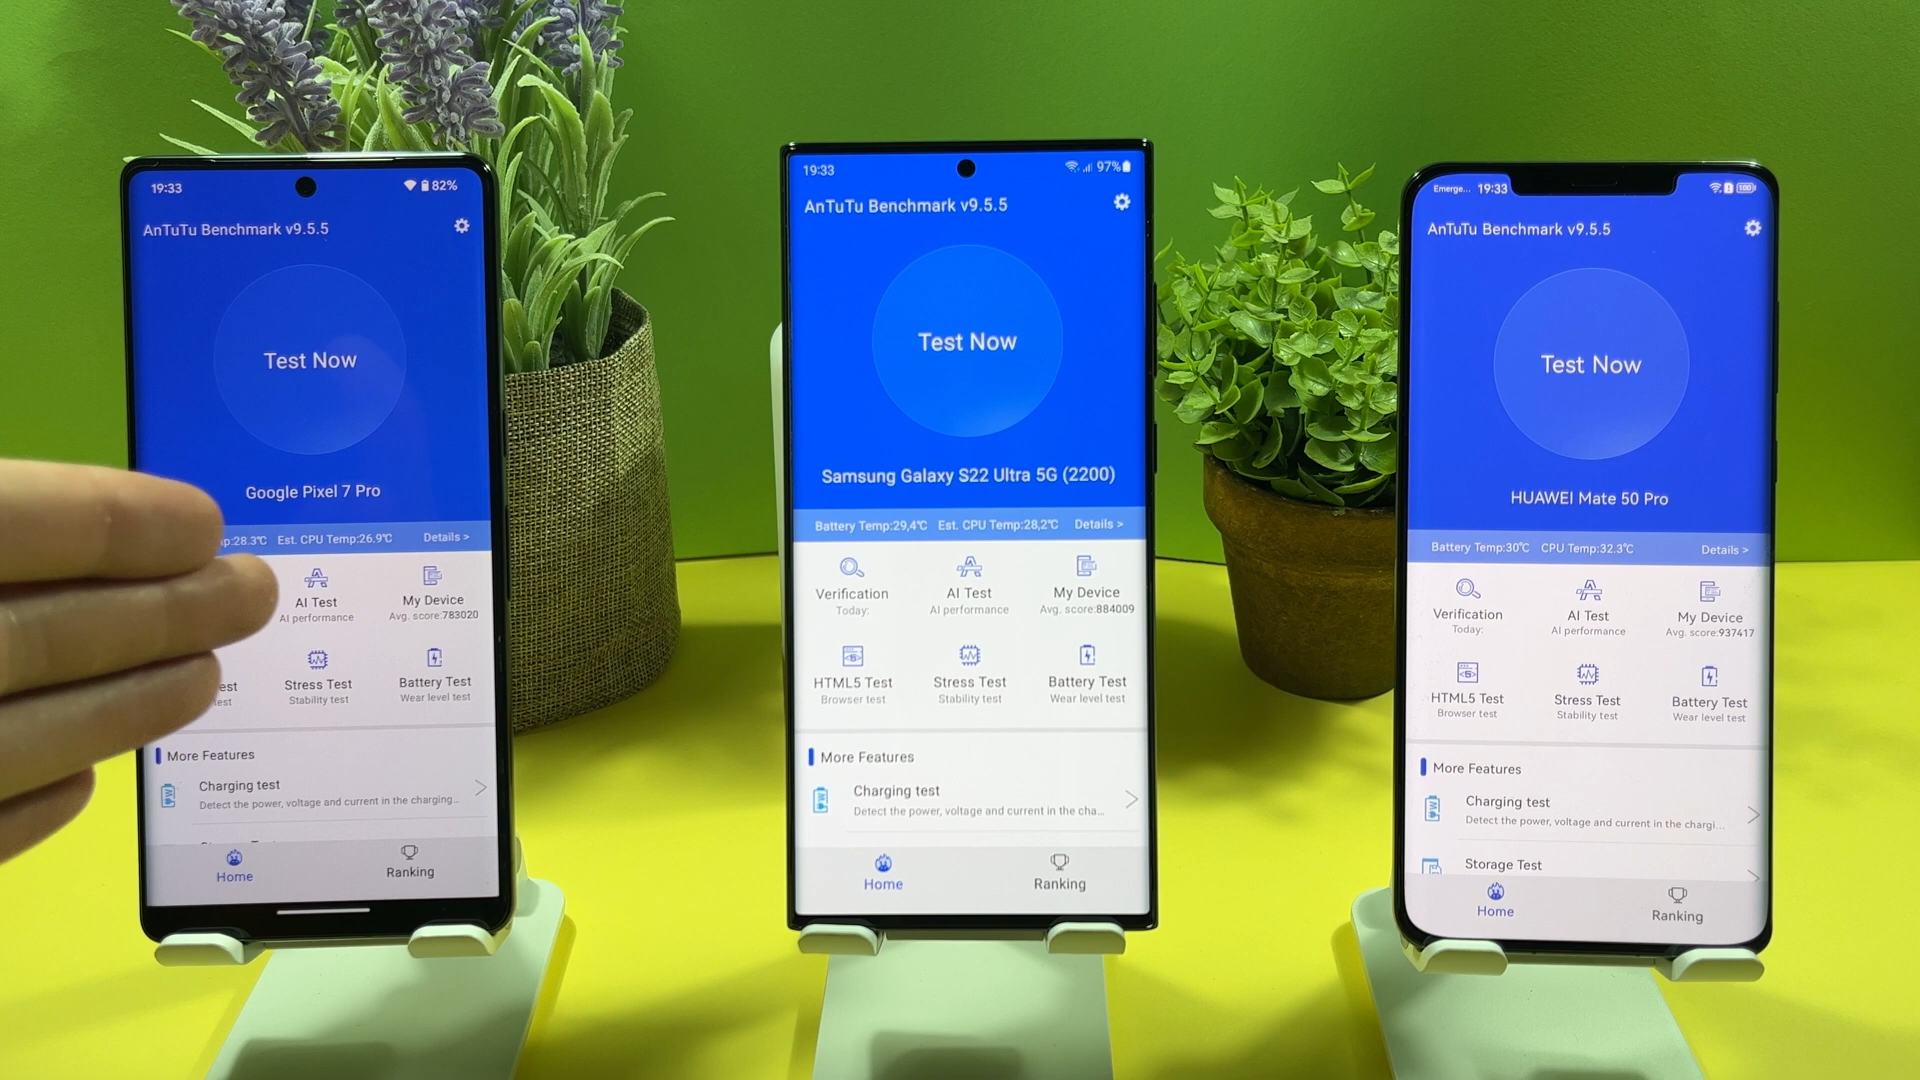 19:33
82%
AnTuTu Benchmark v9.5.5
Test Now
Google Pixel 7 Pro
p:28.3℃ Est. CPU Temp:26.9℃ Details >
AI Test
AI performance
My Device
Avg. score:783020
est
test
Stress Test
Stability test
Battery Test
Wear level test
More Features
Charging test
Detect the power, voltage and current in the charging...
Home
Ranking
19:33
97%
AnTuTu Benchmark v9.5.5
Test Now
Samsung Galaxy S22 Ultra 5G (2200)
Battery Temp:29,4℃ Est. CPU Temp:28,2℃ Details >
Verification
Today:
AI Test
AI performance
My Device
Avg. score:884009
HTML5 Test
Browser test
Stress Test
Stability test
Battery Test
Wear level test
More Features
Charging test
Detect the power, voltage and current in the cha...
Home
Ranking
Emerge... 19:33
100
AnTuTu Benchmark v9.5.5
Test Now
HUAWEI Mate 50 Pro
Battery Temp:30℃ CPU Temp:32.3℃ Details >
Verification
Today:
AI Test
AI performance
My Device
Avg. score:937417
HTML5 Test
Browser test
Stress Test
Stability test
Battery Test
Wear level test
More Features
Charging test
Detect the power, voltage and current in the chargi...
Storage Test
Home
Ranking